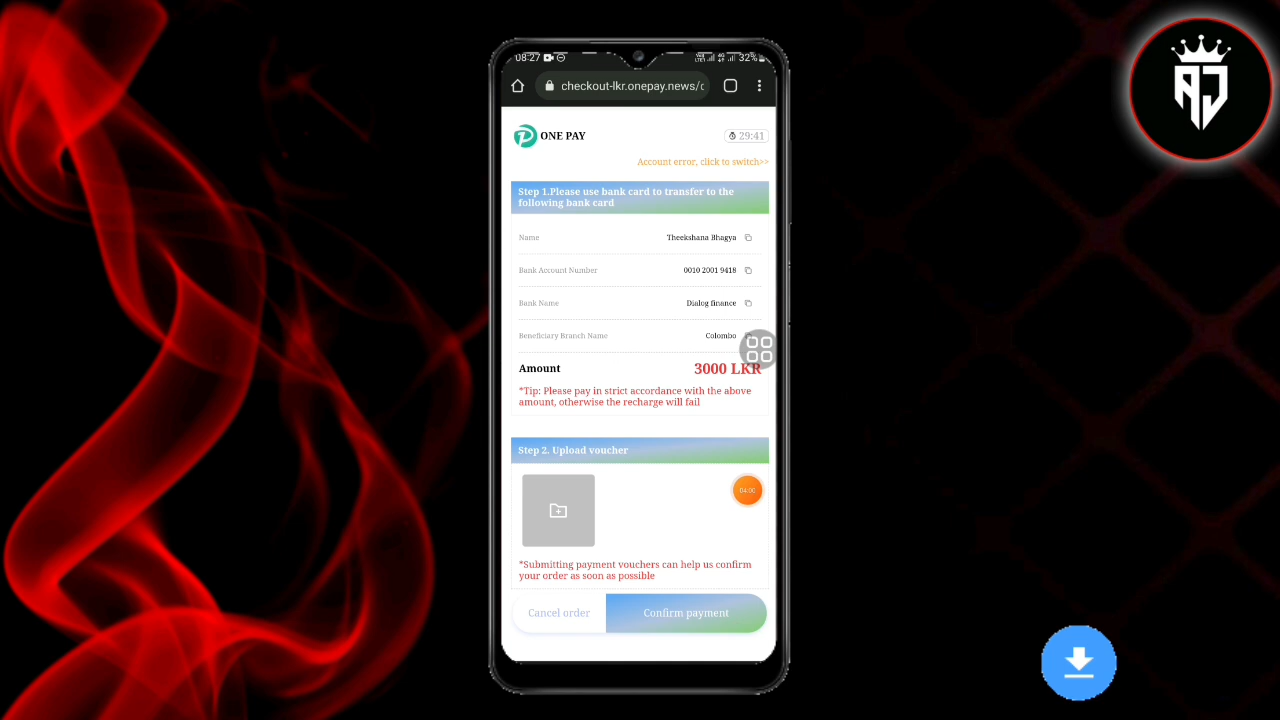 08:27
32%
checkout-lkr.onepay.news/c
ONE PAY
29:41
Account error, click to switch>>
Step 1.Please use bank card to transfer to the
following bank card
Name Theekshana Bhagya
Bank Account Number 0010 2001 9418
Bank Name Dialog finance
Beneficiary Branch Name Colombo
Amount 3000 LKR
*Tip: Please pay in strict accordance with the above
amount, otherwise the recharge will fail
Step 2. Upload voucher
04:00
*Submitting payment vouchers can help us confirm
your order as soon as possible
Cancel order Confirm payment
AJ